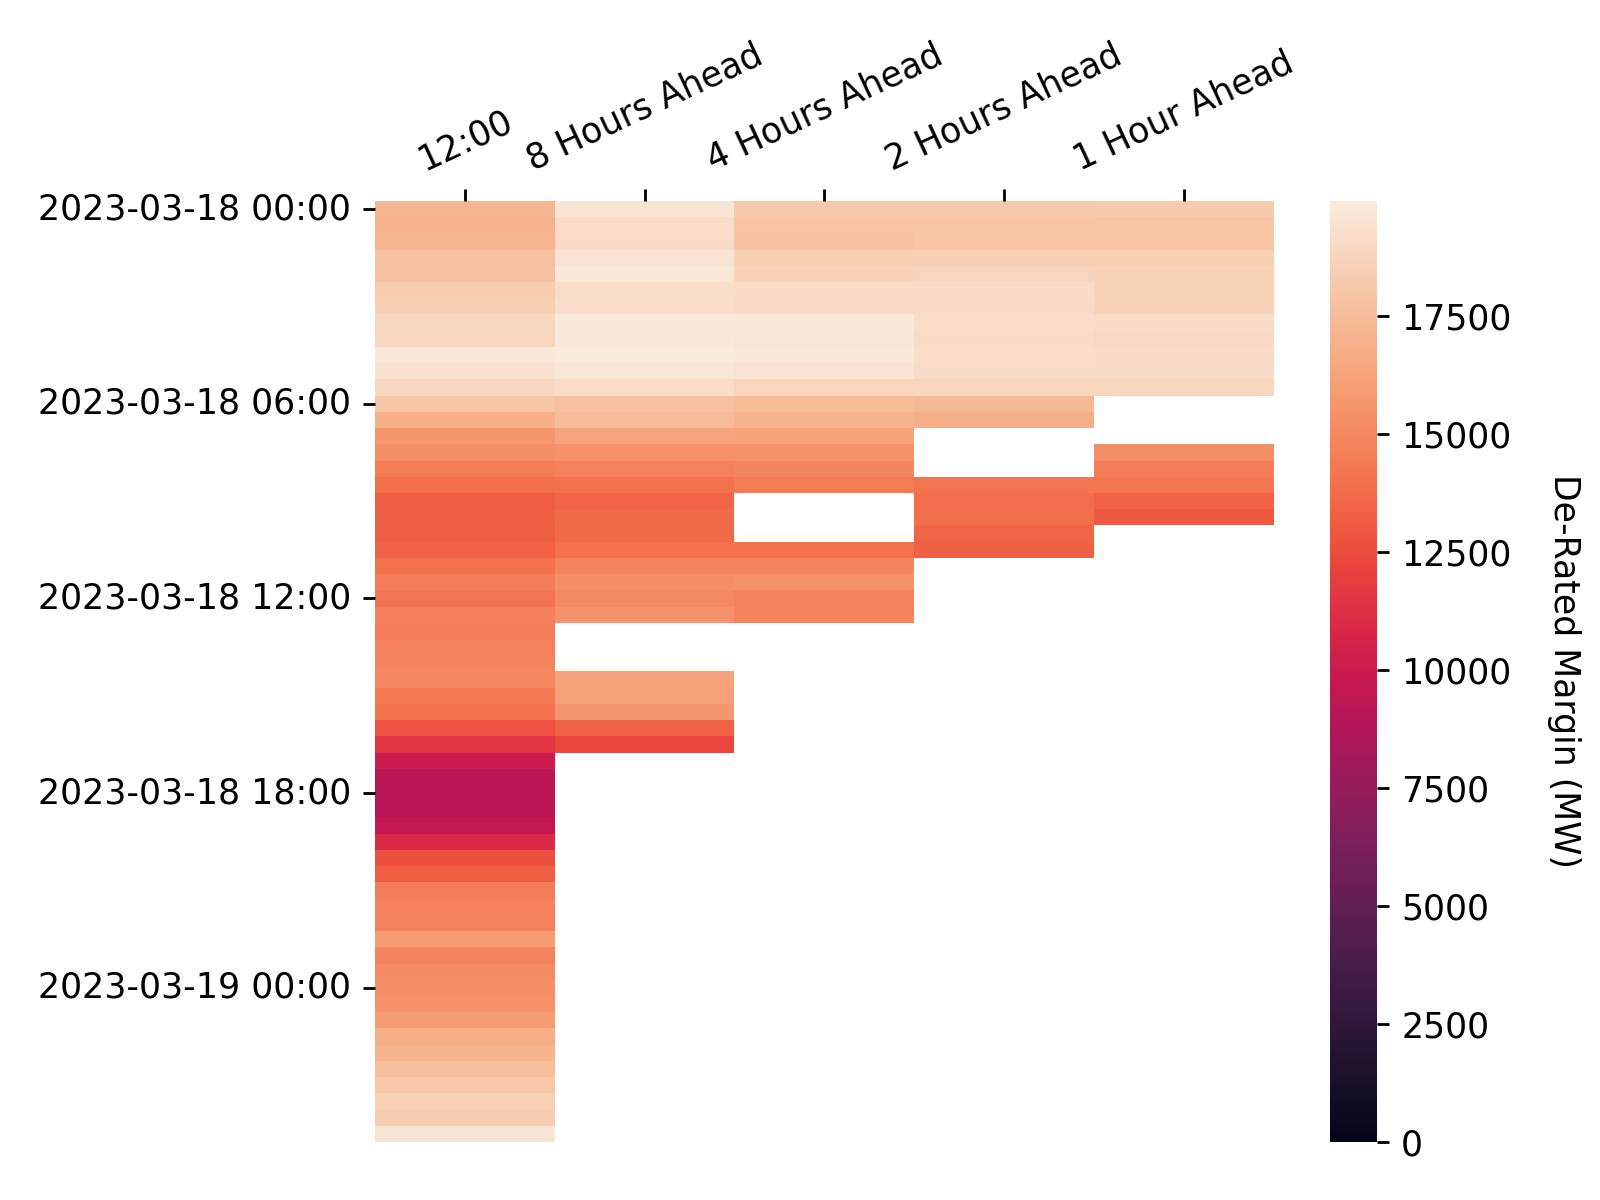 12:00
8 Hours Ahead
4 Hours Ahead
2 Hours Ahead
1 Hour Ahead
2023-03-18 00:00
2023-03-18 06:00
2023-03-18 12:00
2023-03-18 18:00
2023-03-19 00:00
17500
15000
12500
10000
7500
5000
2500
0
De-Rated Margin (MW)